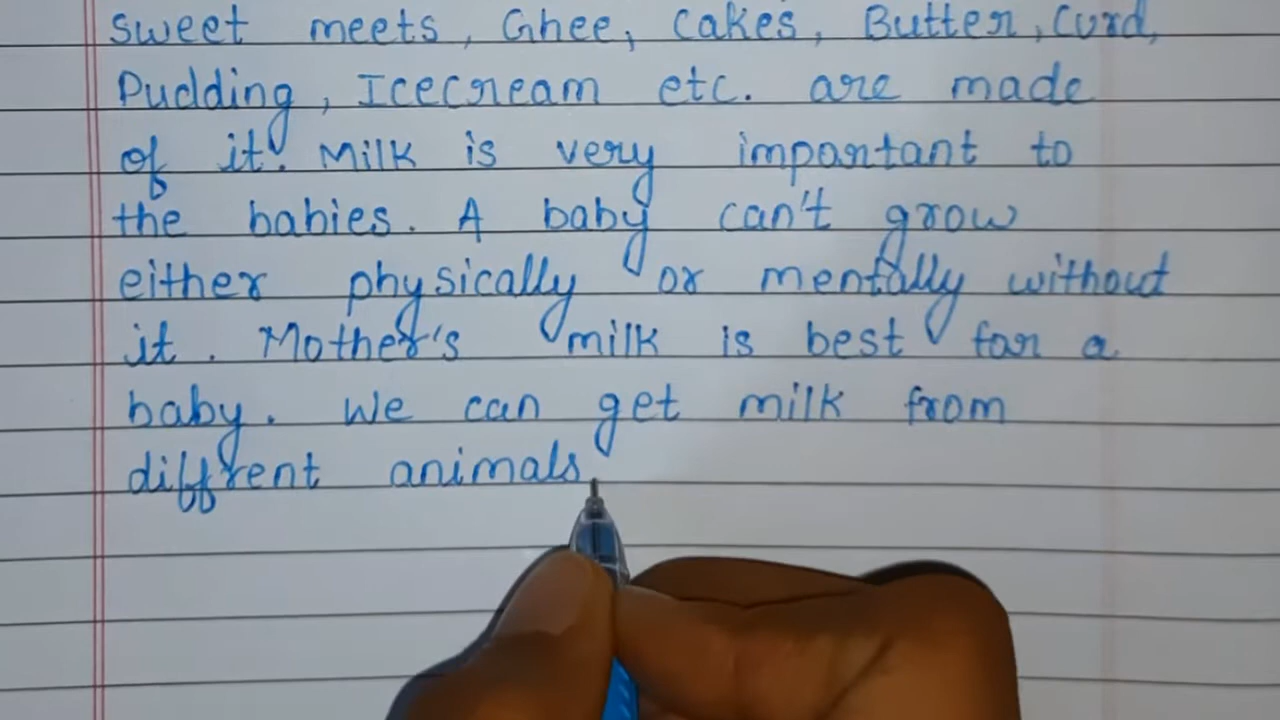 sweet meets, Ghee, Cakes, Butter, Curd,
Pudding, Icecream etc. are made
of it. Milk is very important to
the babies. A baby can't grow
either physically or mentally without
it. Mother's milk is best for a
baby. We can get milk from
diffrent animals.